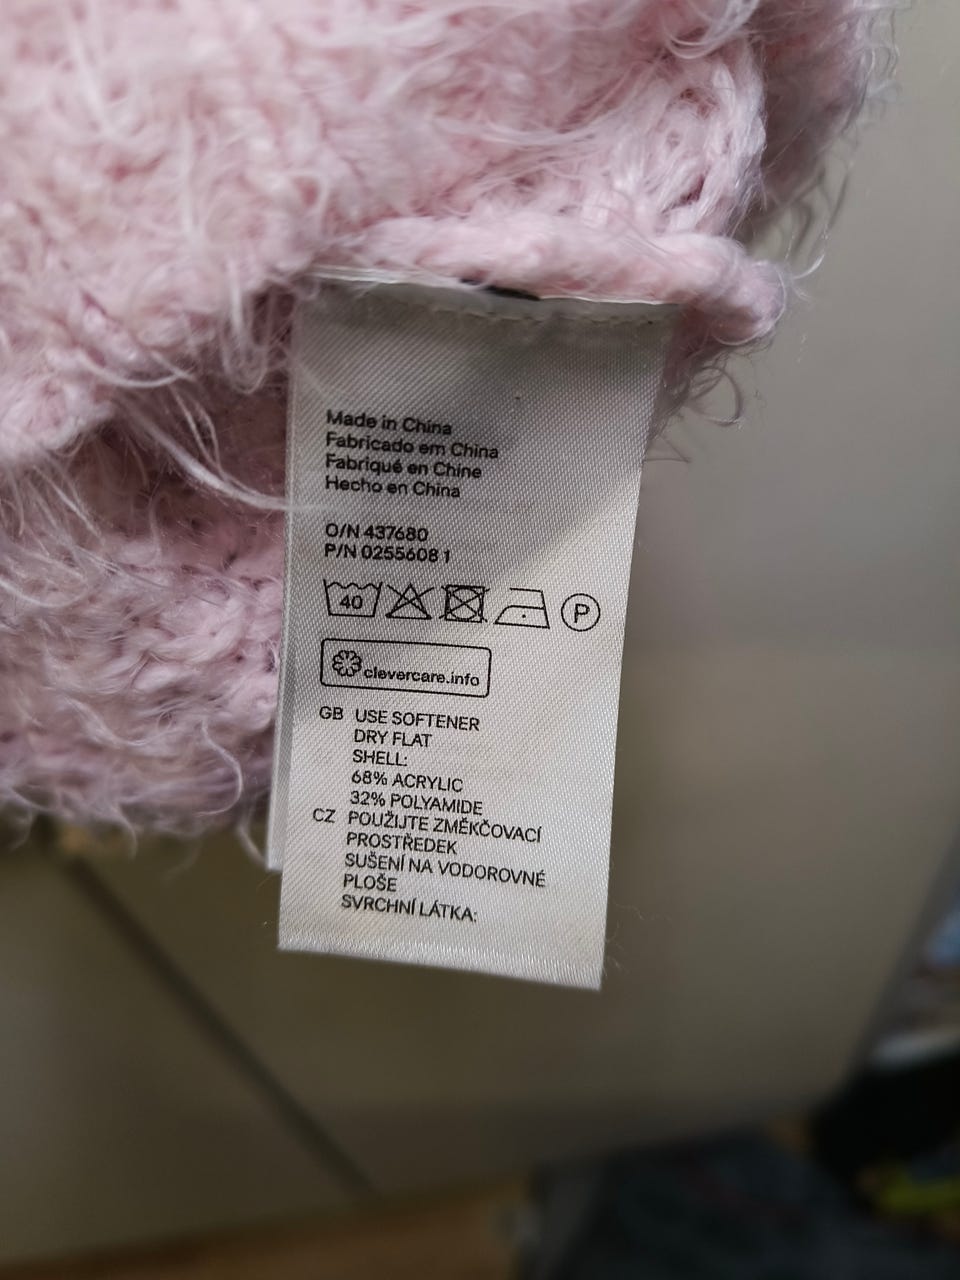 Made in China
Fabricado em China
Fabriqué en Chine
Hecho en China
O/N 437680
P/N 0255608 1
40 P
clevercare.info
GB USE SOFTENER
DRY FLAT
SHELL:
68% ACRYLIC
32% POLYAMIDE
CZ POUŽIJTE ZMĚKČOVACÍ
PROSTŘEDEK
SUŠENÍ NA VODOROVNÉ
PLOŠE
SVRCHNÍ LÁTKA: